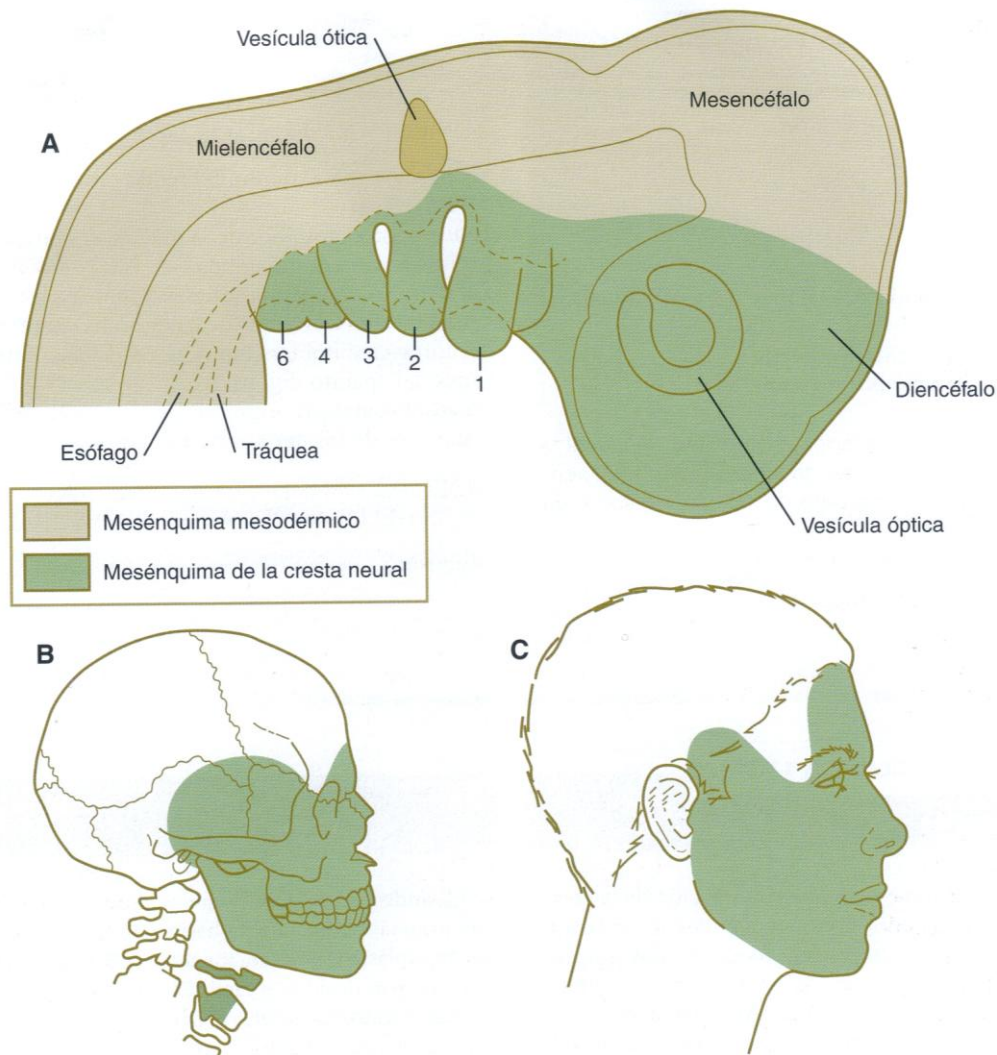 Vesícula ótica
Mesencéfalo
A
Mielencéfalo
6
4
3
2
1
Diencéfalo
Esófago
Tráquea
Vesícula óptica
Mesénquima mesodérmico
Mesénquima de la cresta neural
B
C